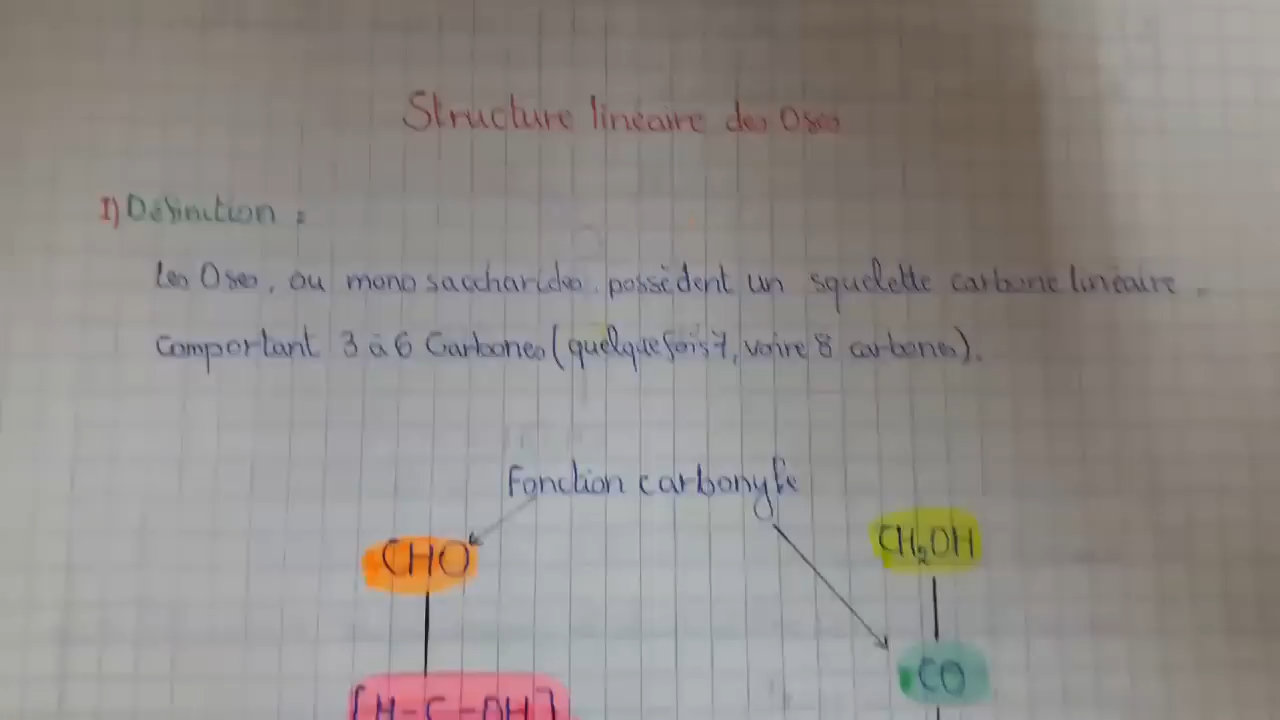 Structure linéaire des Oses
I) Définition :
Les Oses, ou monosaccharides, possèdent un squelette carboné linéaire
comportant 3 à 6 Carbones (quelquefois 7, voire 8 carbones).
Fonction carbonyle
CHO
CH₂OH
CO
[H-C-OH]